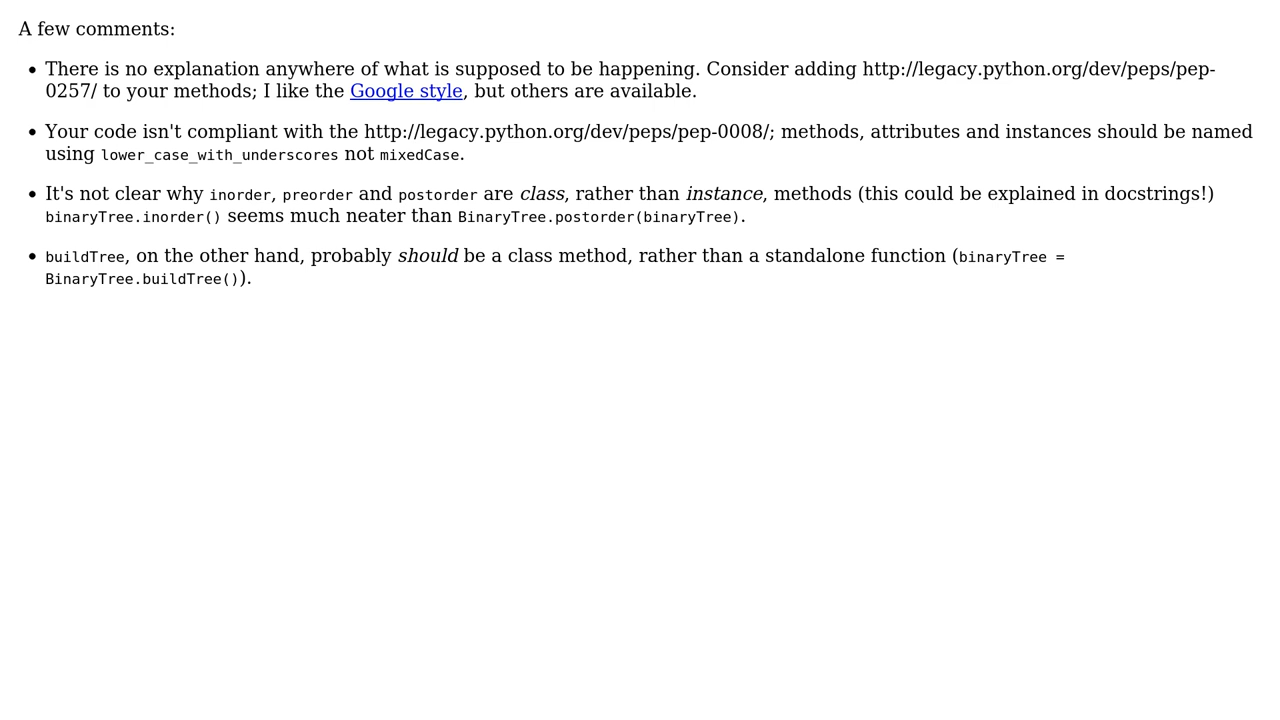 A few comments:
There is no explanation anywhere of what is supposed to be happening. Consider adding http://legacy.python.org/dev/peps/pep-
0257/ to your methods; I like the Google style, but others are available.
Your code isn't compliant with the http://legacy.python.org/dev/peps/pep-0008/; methods, attributes and instances should be named
using lower_case_with_underscores not mixedCase.
It's not clear why inorder, preorder and postorder are class, rather than instance, methods (this could be explained in docstrings!)
binaryTree.inorder() seems much neater than BinaryTree.postorder(binaryTree).
buildTree, on the other hand, probably should be a class method, rather than a standalone function (binaryTree =
BinaryTree.buildTree()).